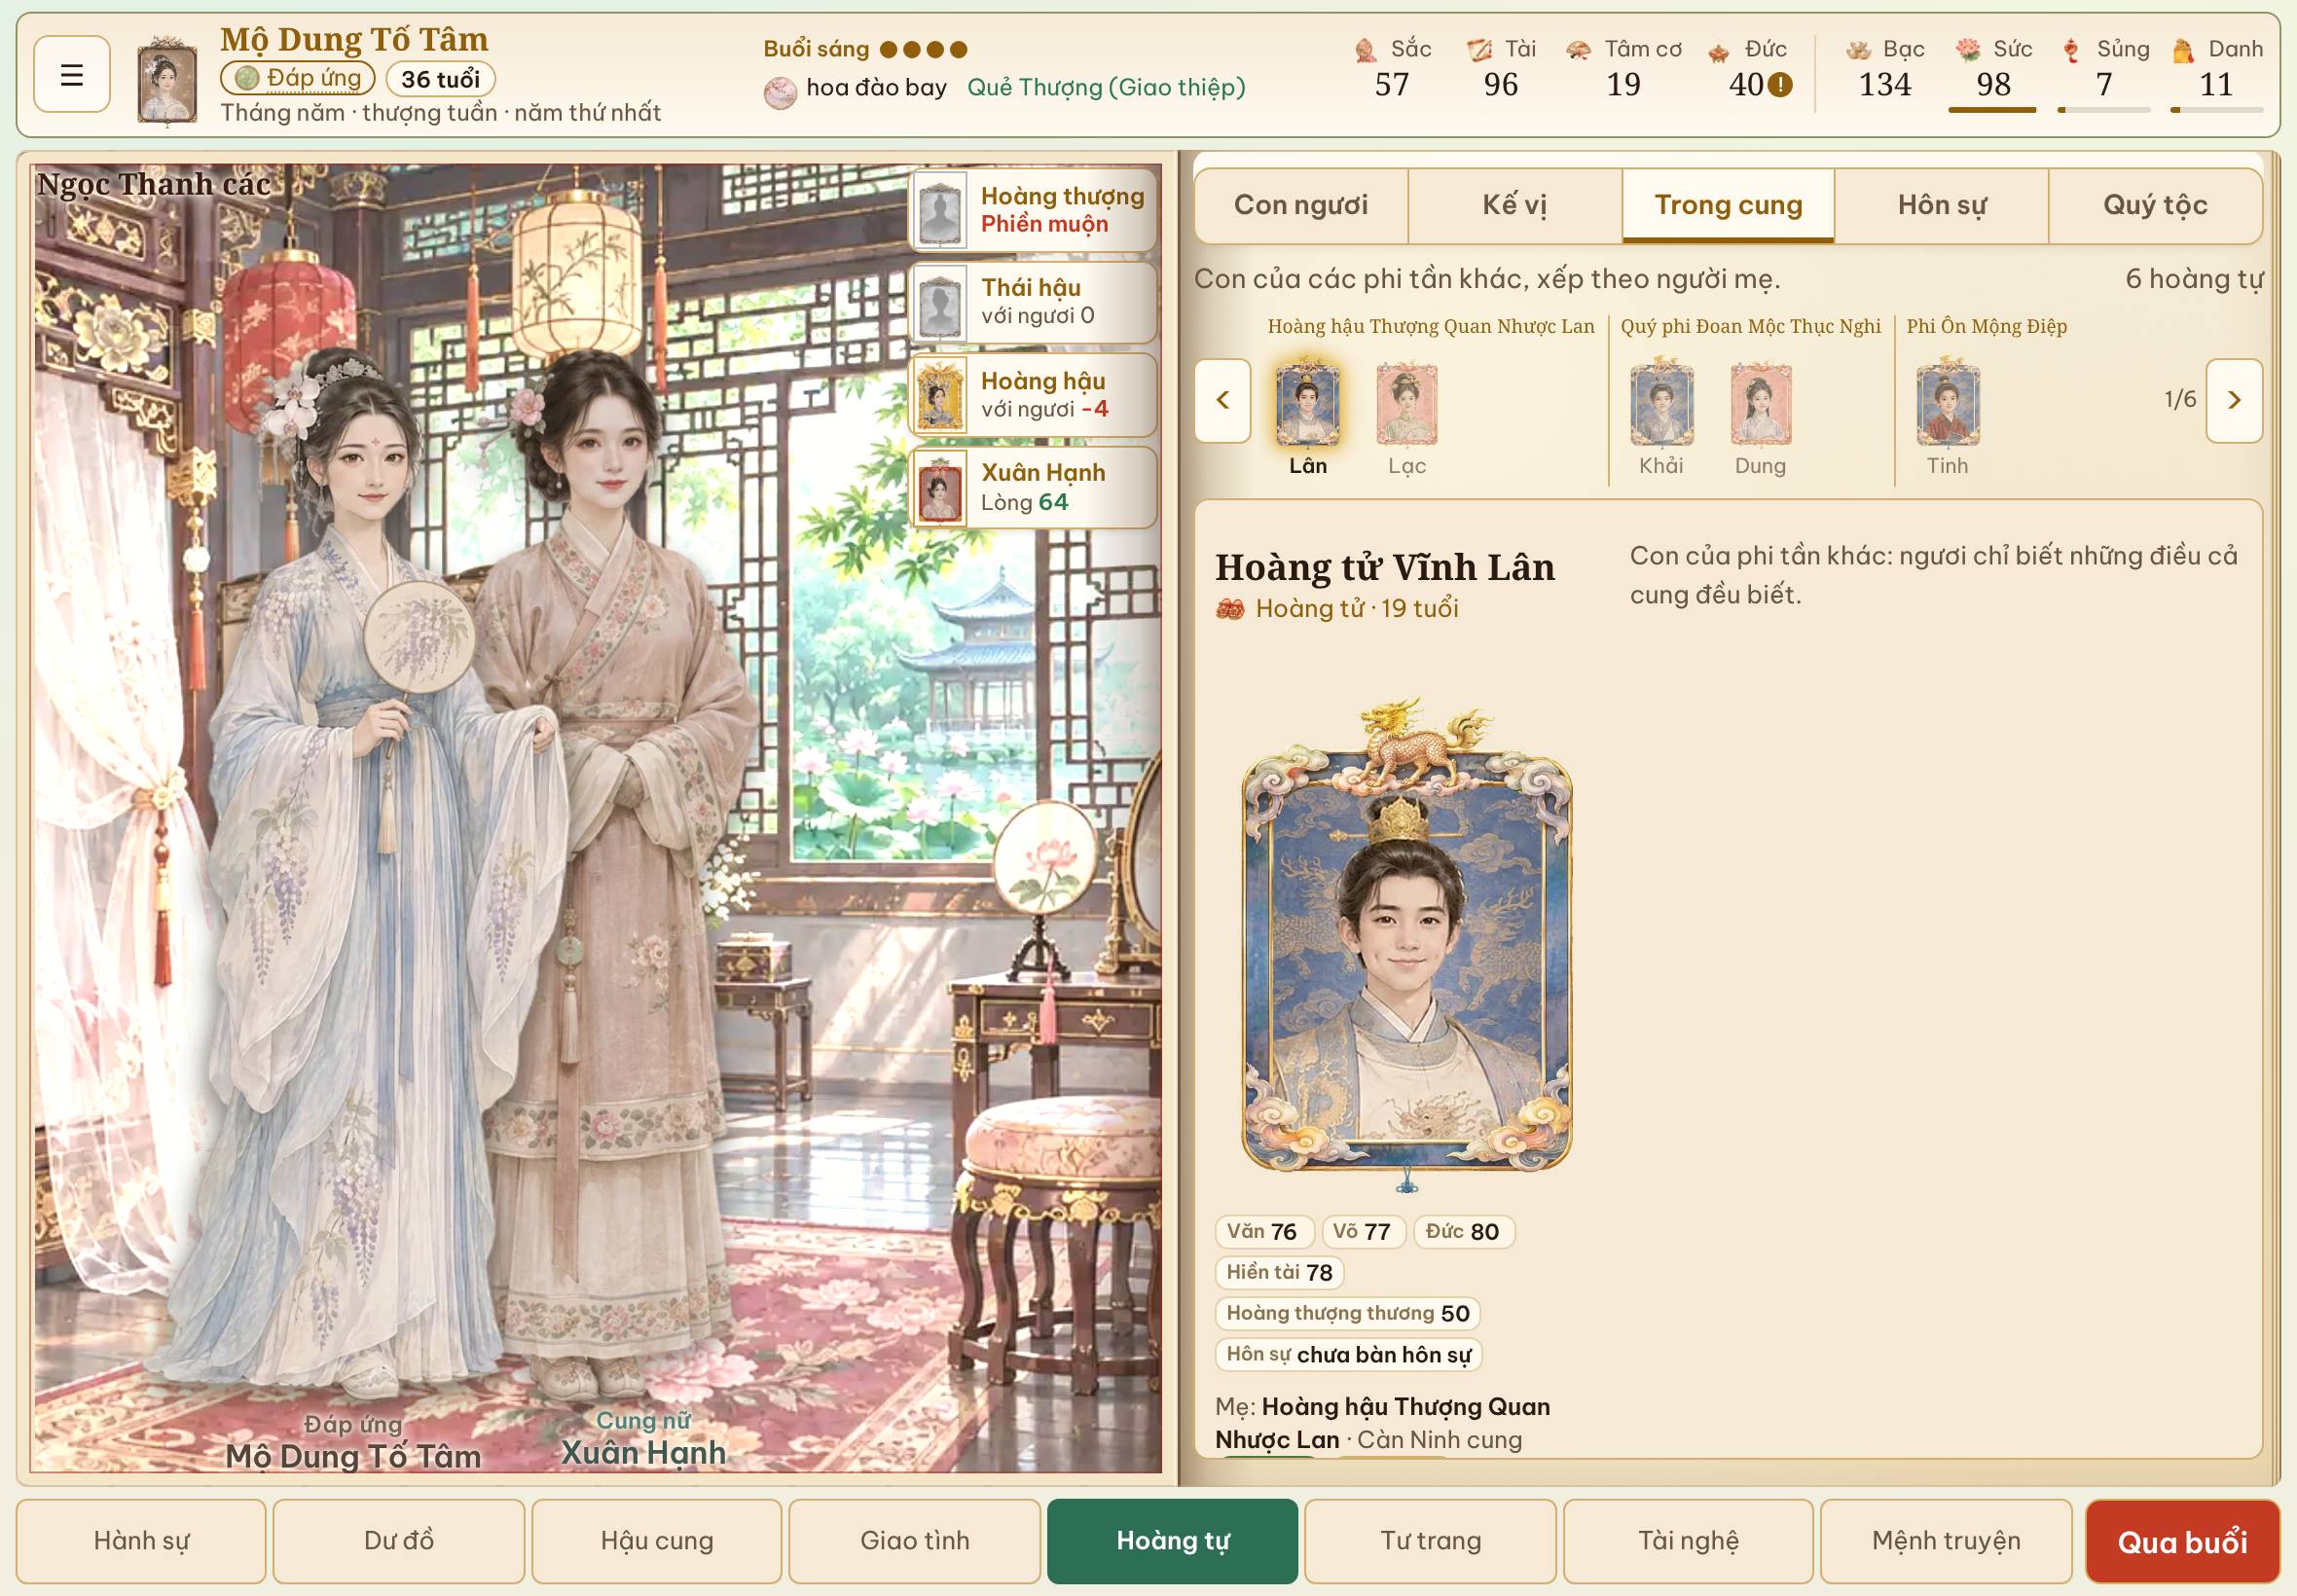 Mộ Dung Tố Tâm
Đáp ứng
36 tuổi
Tháng năm · thượng tuần · năm thứ nhất
Buổi sáng
hoa đào bay
Quẻ Thượng (Giao thiệp)
Sắc
57
Tài
96
Tâm cơ
19
Đức
40
!
Bạc
134
Sức
98
Sủng
7
Danh
11
Ngọc Thanh các
Hoàng thượng
Phiền muộn
Thái hậu
với ngươi 0
Hoàng hậu
với ngươi -4
Xuân Hạnh
Lòng 64
Đáp ứng
Mộ Dung Tố Tâm
Cung nữ
Xuân Hạnh
Con ngươi
Kế vị
Trong cung
Hôn sự
Quý tộc
Con của các phi tần khác, xếp theo người mẹ.
6 hoàng tự
Hoàng hậu Thượng Quan Nhược Lan
Quý phi Đoan Mộc Thục Nghi
Phi Ôn Mộng Điệp
Lân
Lạc
Khải
Dung
Tinh
1/6
Hoàng tử Vĩnh Lân
Hoàng tử · 19 tuổi
Con của phi tần khác: ngươi chỉ biết những điều cả
cung đều biết.
Văn 76
Võ 77
Đức 80
Hiền tài 78
Hoàng thượng thương 50
Hôn sự chưa bàn hôn sự
Mẹ: Hoàng hậu Thượng Quan
Nhược Lan · Càn Ninh cung
Hành sự
Dư đồ
Hậu cung
Giao tình
Hoàng tự
Tư trang
Tài nghệ
Mệnh truyện
Qua buổi